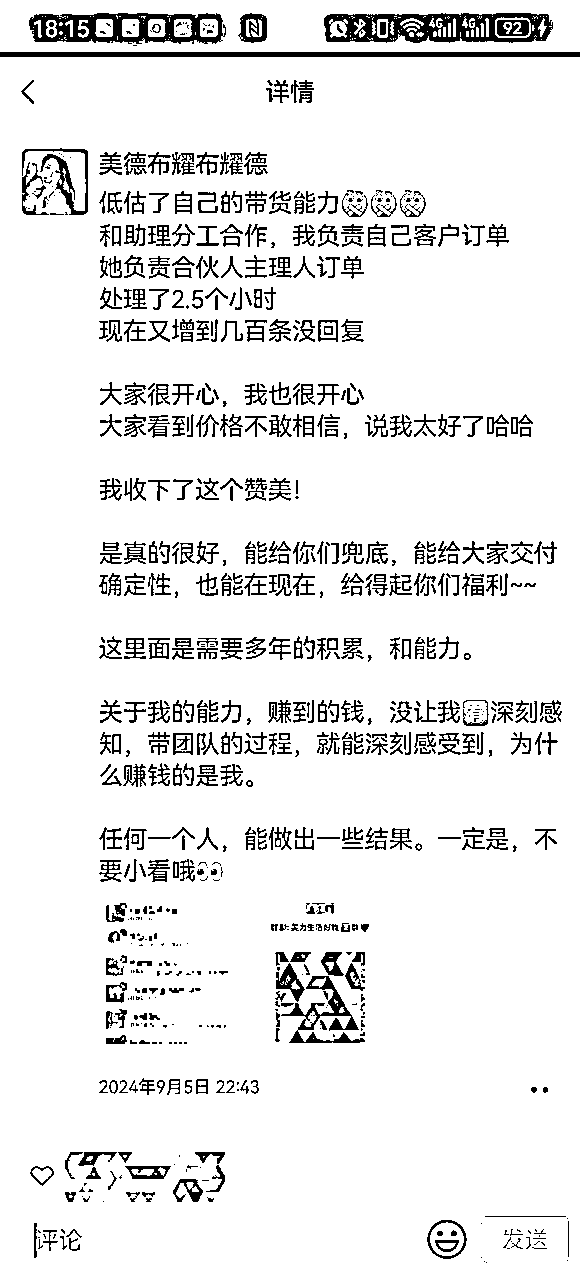 18:15
92
详情
美德布耀布耀德
低估了自己的带货能力
和助理分工合作，我负责自己客户订单
她负责合伙人主理人订单
处理了2.5个小时
现在又增到几百条没回复
大家很开心，我也很开心
大家看到价格不敢相信，说我太好了哈哈
我收下了这个赞美！
是真的很好，能给你们兜底，能给大家交付
确定性，也能在现在，给得起你们福利~~
这里面是需要多年的积累，和能力。
关于我的能力，赚到的钱，没让我🈶深刻感
知，带团队的过程，就能深刻感受到，为什
么赚钱的是我。
任何一个人，能做出一些结果。一定是，不
要小看哦👀
2024年9月5日 22:43
评论
发送